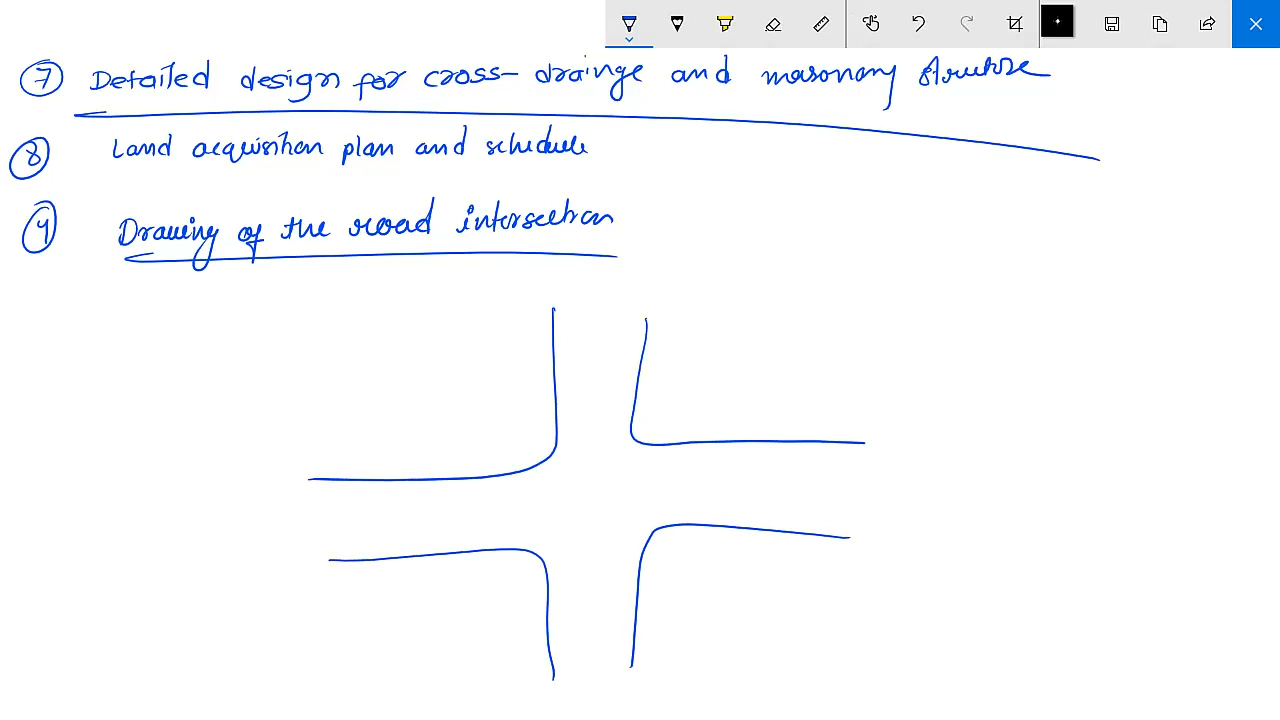 7 Detailed design for cross-drainge and masonary structure
8 Land acquisition plan and schedule
9 Drawing of the road intersection